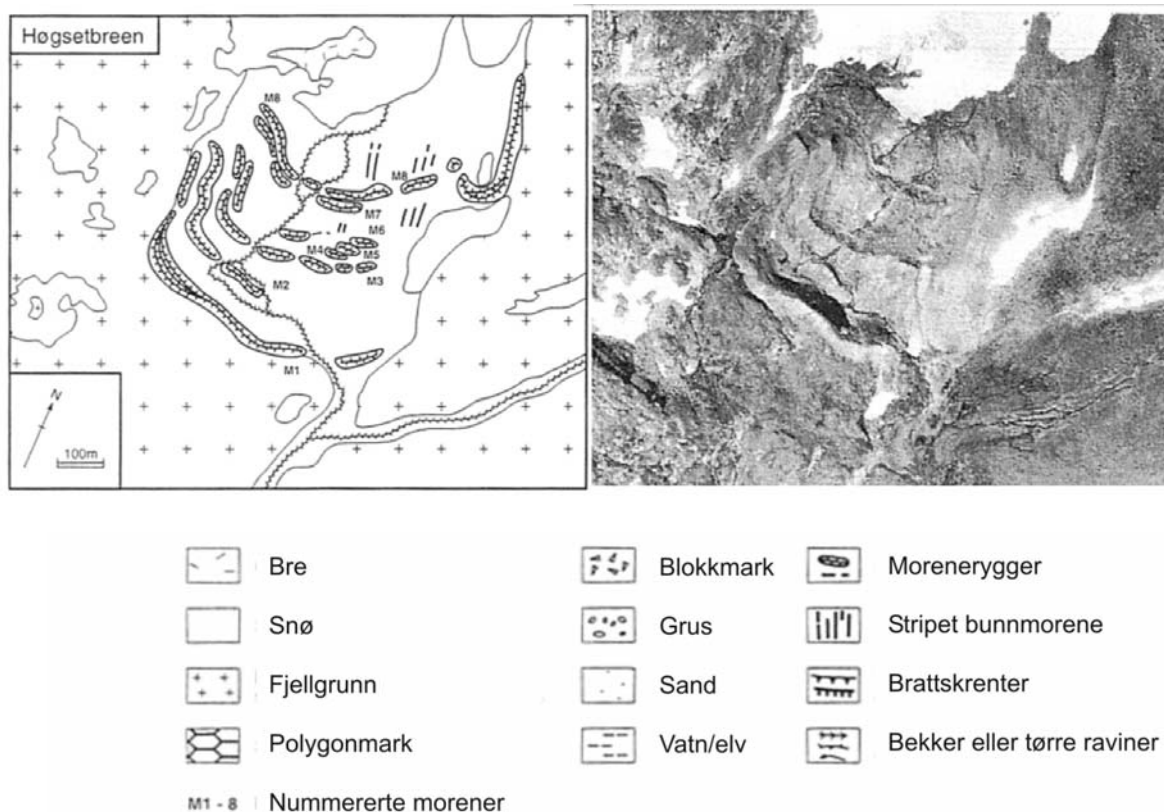 Høgsetbreen
M8
M8
M7
M6
M4
M5
M3
M2
M1
N
100m
Bre
Snø
Fjellgrunn
Polygonmark
M1 - 8 Nummererte morener
Blokkmark
Grus
Sand
Vatn/elv
Morenerygger
Stripet bunnmorene
Brattskrenter
Bekker eller tørre raviner